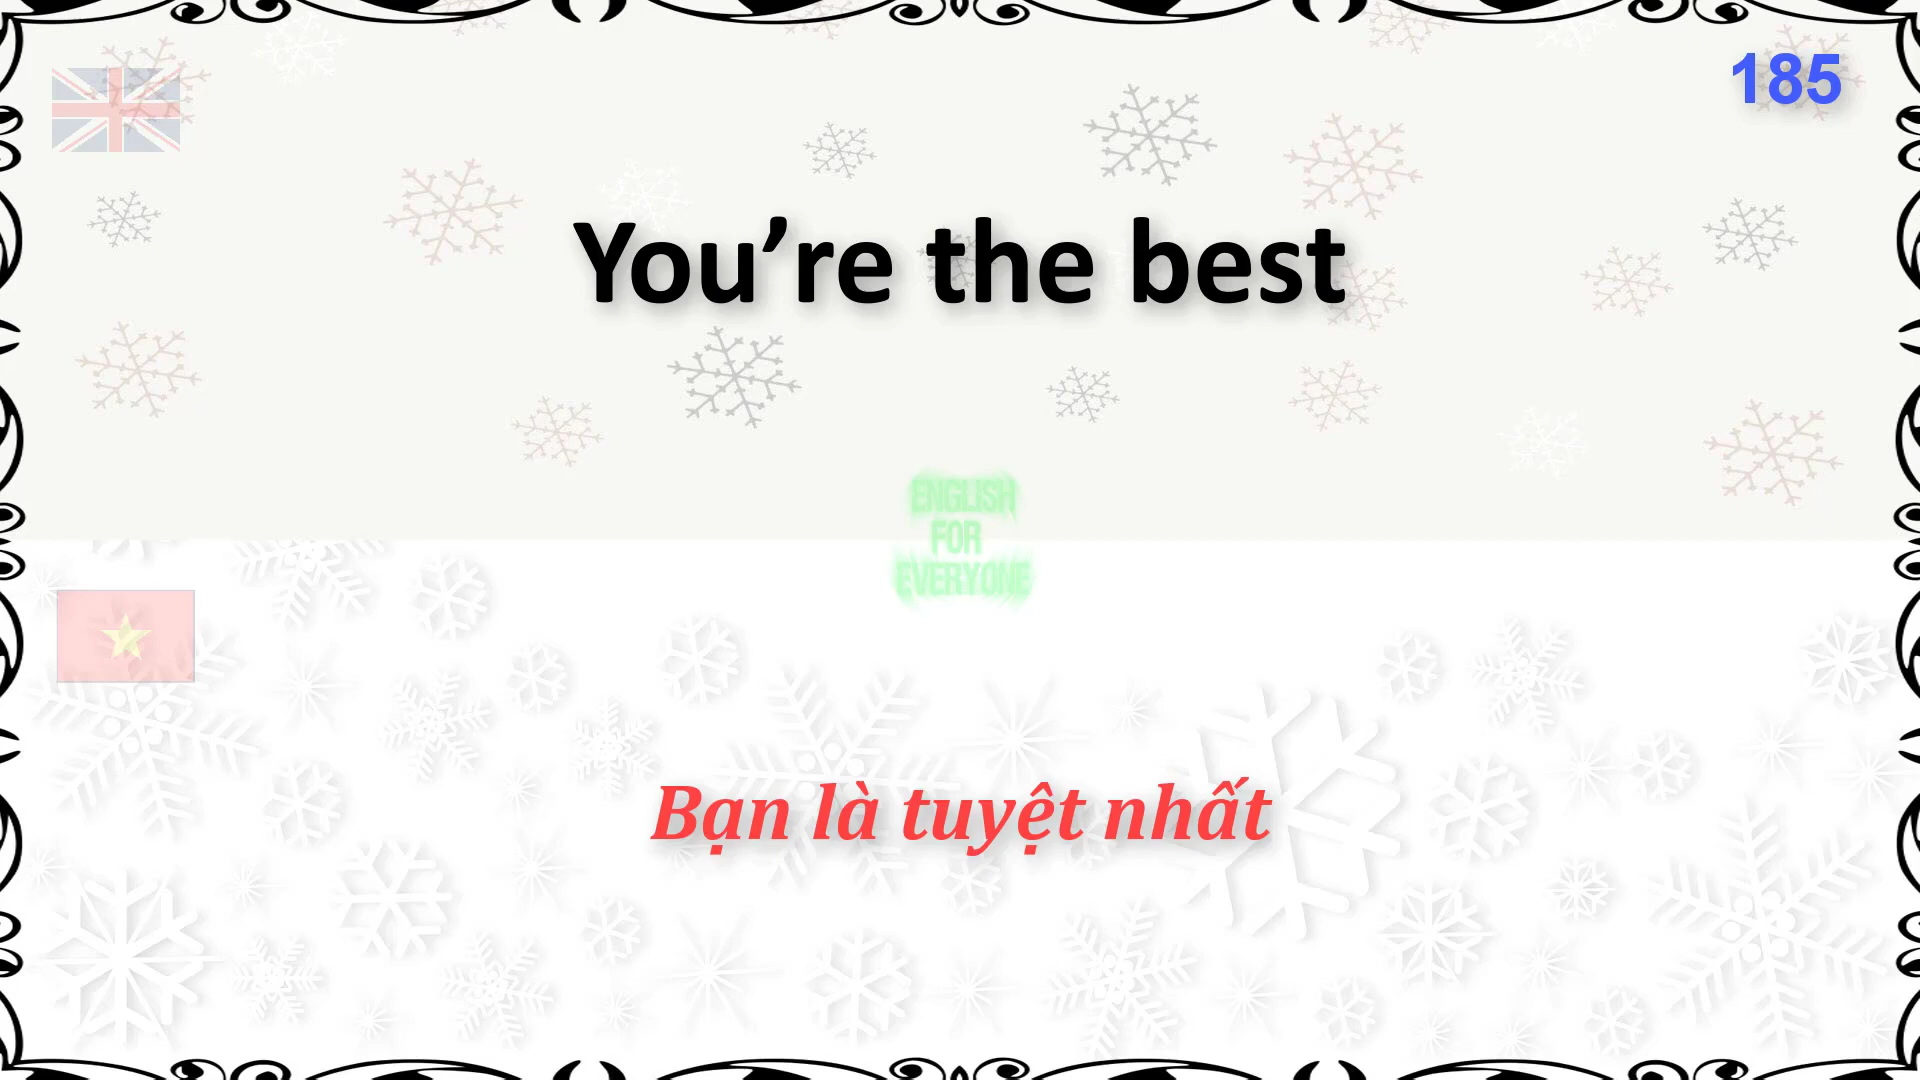 185
You’re the best
ENGLISH
FOR
EVERYONE
Bạn là tuyệt nhất